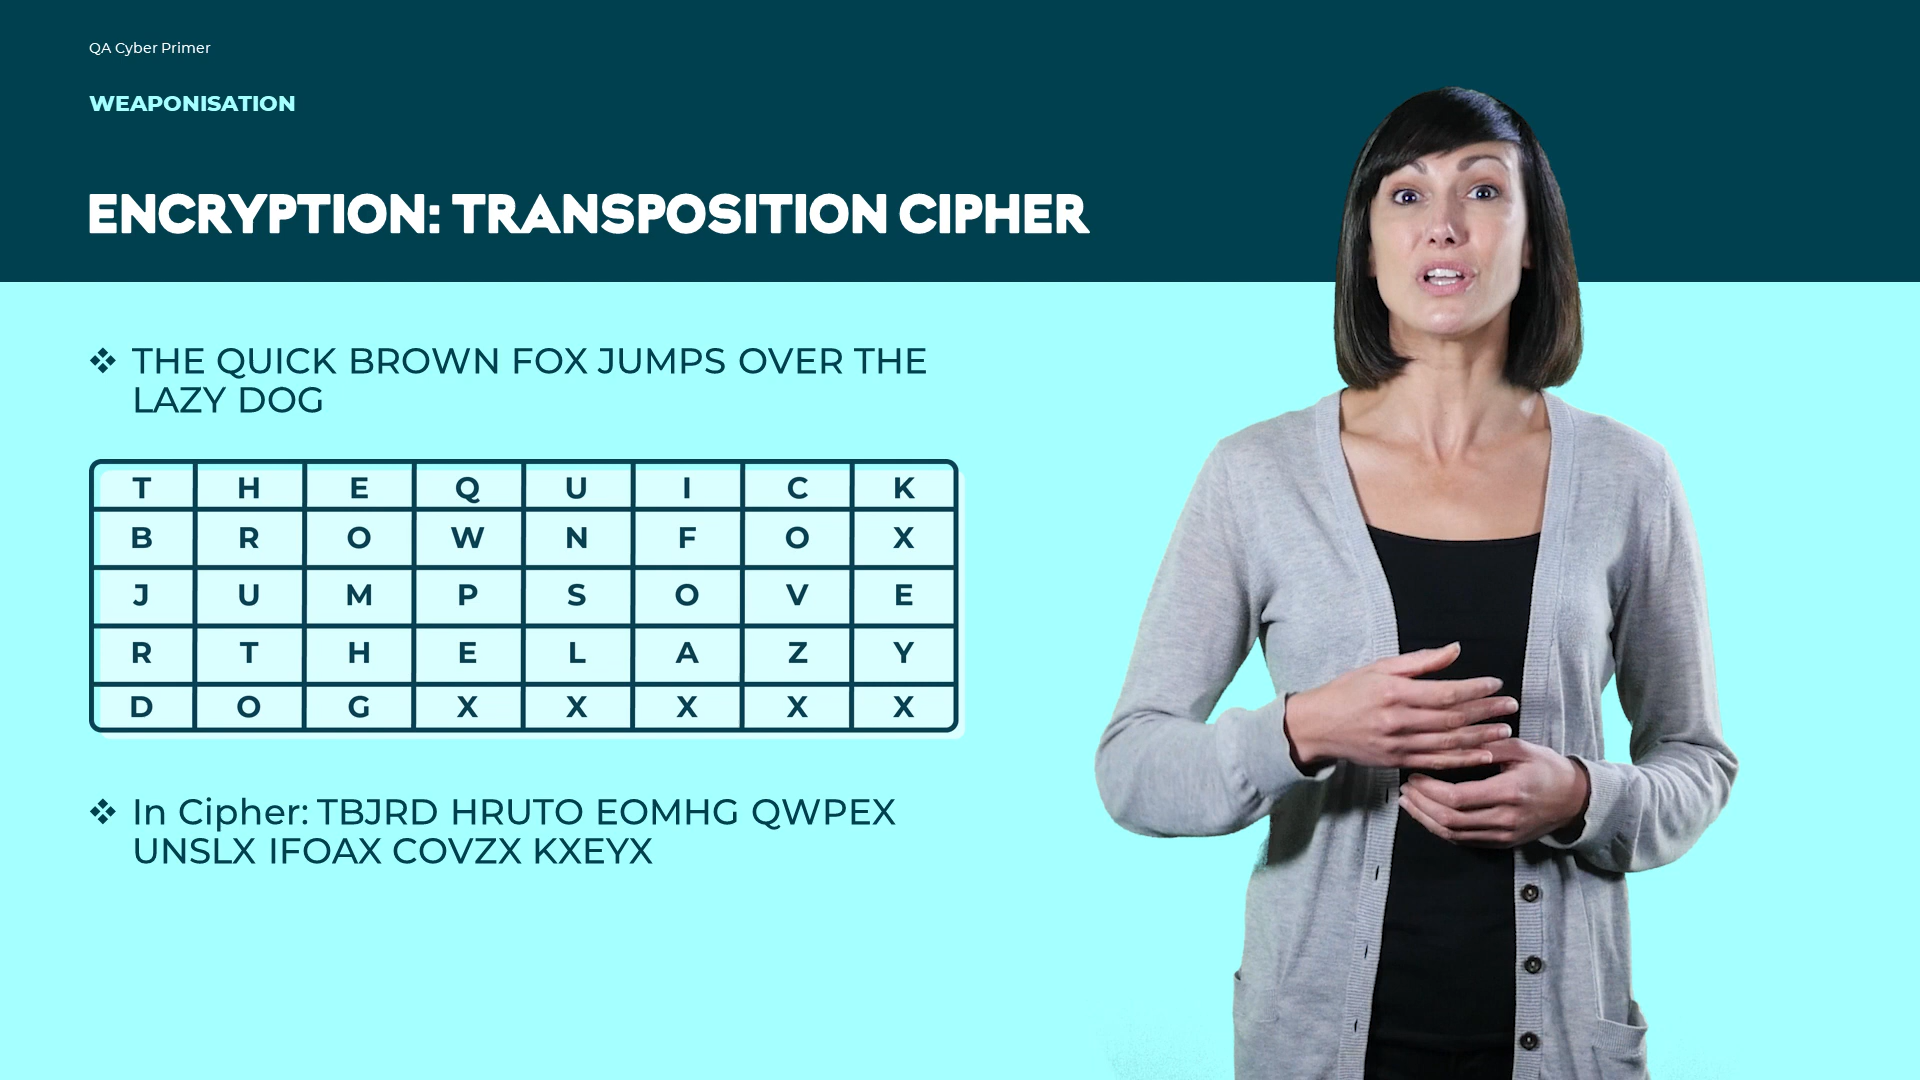 QA Cyber Primer
WEAPONISATION
ENCRYPTION: TRANSPOSITION CIPHER
❖ THE QUICK BROWN FOX JUMPS OVER THE
LAZY DOG
T H E Q U I C K
B R O W N F O X
J U M P S O V E
R T H E L A Z Y
D O G X X X X X
❖ In Cipher: TBJRD HRUTO EOMHG QWPEX
UNSLX IFOAX COVZX KXEYX